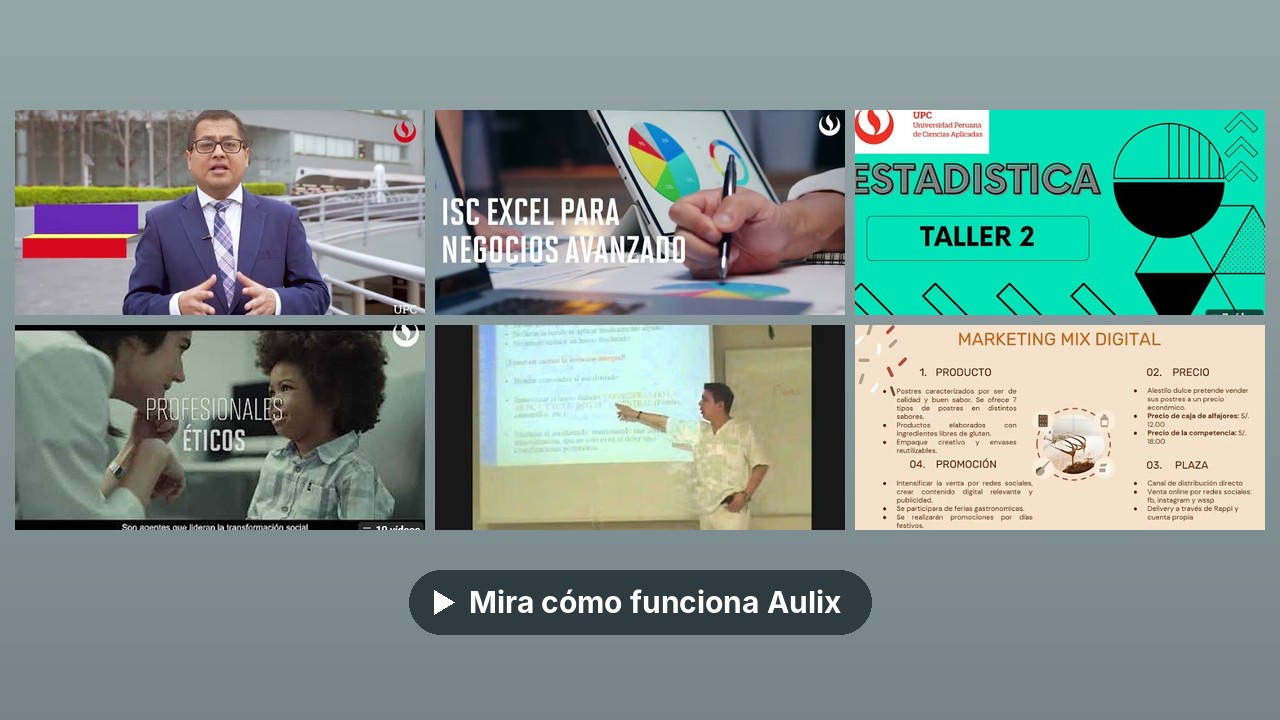 UPC
ISC EXCEL PARA
NEGOCIOS AVANZADO
UPC
Universidad Peruana
de Ciencias Aplicadas
ESTADISTICA
TALLER 2
PROFESIONALES
ÉTICOS
Son agentes que lideran la transformación social
10 vídeos
MARKETING MIX DIGITAL
1. PRODUCTO
Postres caracterizados por ser de
calidad y buen sabor. Se ofrece 7
tipos de postres en distintos
sabores.
Productos elaborados con
ingredientes libres de gluten.
Empaque creativo y envases
reutilizables.
02. PRECIO
Alestilo dulce pretende vender
sus postres a un precio
económico.
Precio de caja de alfajores: S/.
12.00
Precio de la competencia: S/.
18.00
04. PROMOCIÓN
Intensificar la venta por redes sociales,
crear contenido digital relevante y
publicidad.
Se participara de ferias gastronomicas.
Se realizarán promociones por días
festivos.
03. PLAZA
Canal de distribución directo
Venta online por redes sociales:
fb, instagram y wssp
Delivery a través de Rappi y
cuenta propia
Mira cómo funciona Aulix